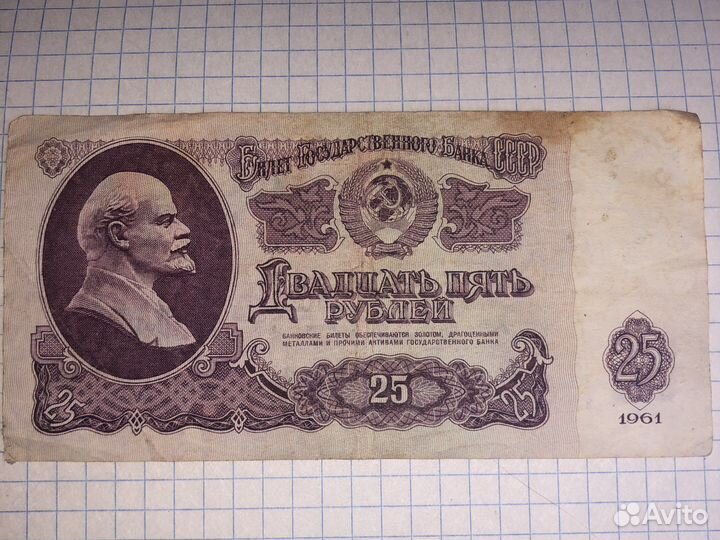 Билет Государственного Банка СССР
Двадцать пять
рублей
БАНКОВСКИЕ БИЛЕТЫ ОБЕСПЕЧИВАЮТСЯ ЗОЛОТОМ, ДРАГОЦЕННЫМИ
МЕТАЛЛАМИ И ПРОЧИМИ АКТИВАМИ ГОСУДАРСТВЕННОГО БАНКА
25
25
25
25
1961
Avito